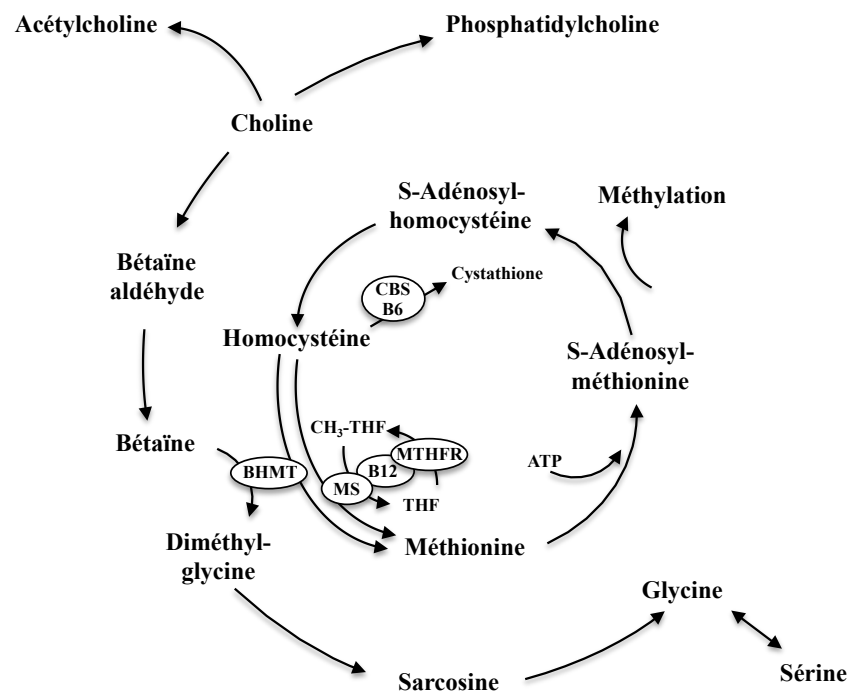 Acétylcholine
Phosphatidylcholine
Choline
S-Adénosyl-
homocystéine
Méthylation
Bétaïne
aldéhyde
CBS
B6
Cystathione
Homocystéine
S-Adénosyl-
méthionine
Bétaïne
CH₃-THF
MTHFR
BHMT
B12
MS
THF
ATP
Diméthyl-
glycine
Méthionine
Glycine
Sarcosine
Sérine